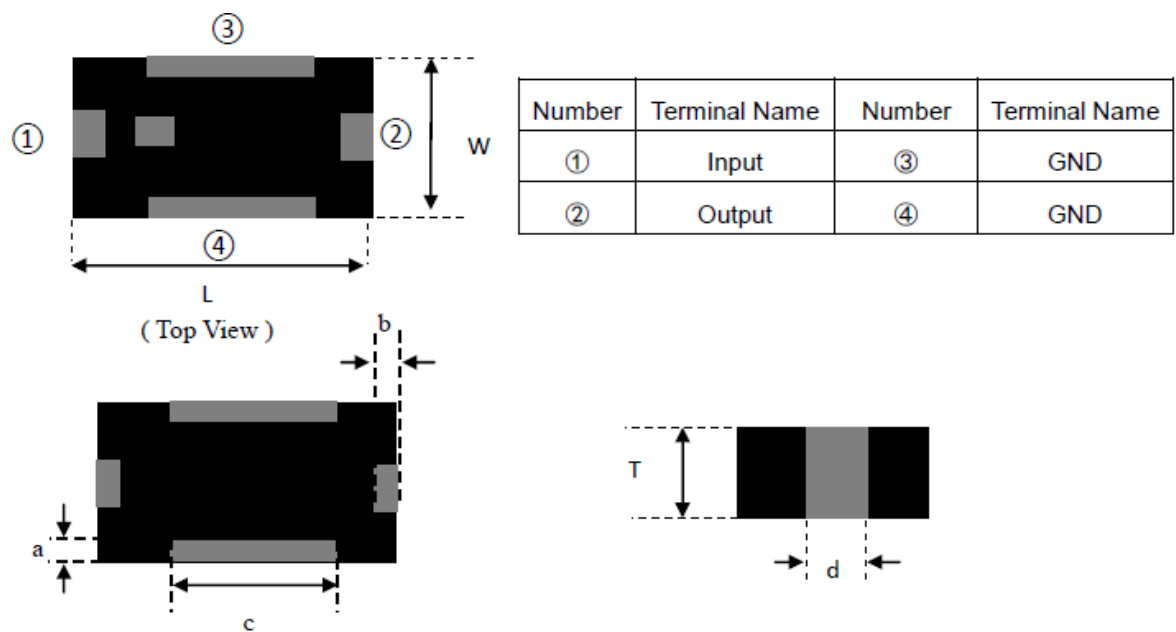 ③
①
②
W
④
L
( Top View )
Number Terminal Name Number Terminal Name
① Input ③ GND
② Output ④ GND
b
a
c
T
d